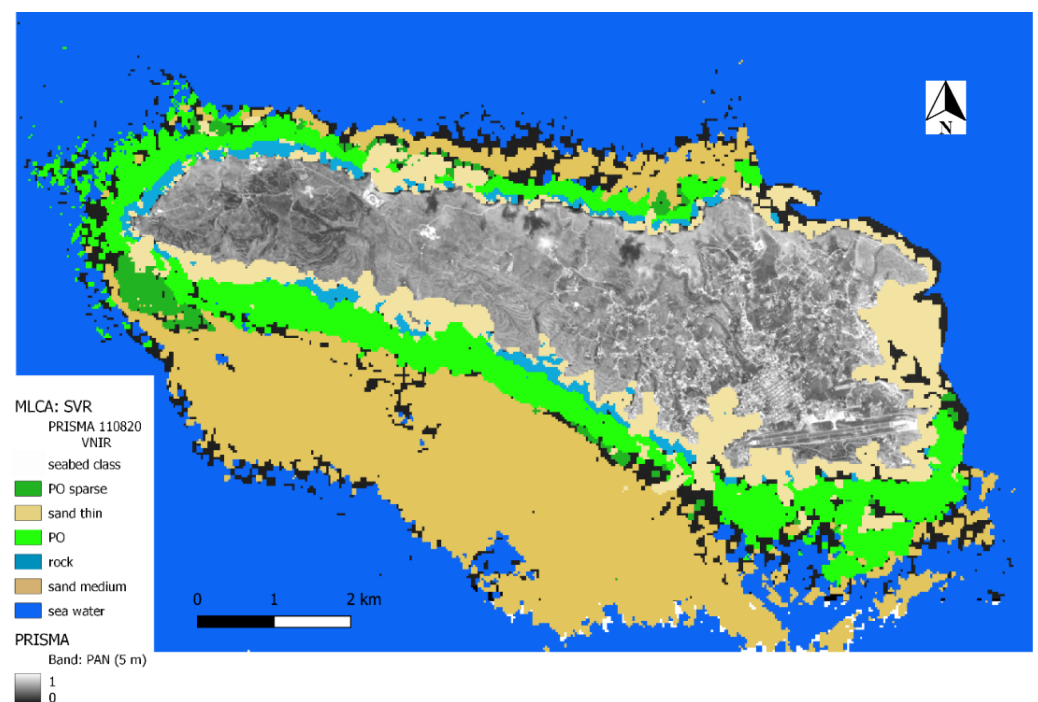 N
MLCA: SVR
PRISMA 110820
VNIR
seabed class
PO sparse
sand thin
PO
rock
sand medium
sea water
0 1 2 km
PRISMA
Band: PAN (5 m)
1
0